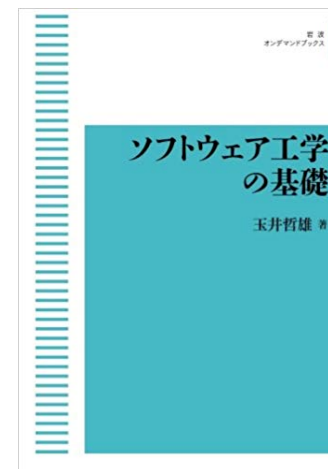 岩波
オンデマンドブックス
ソフトウェア工学
の基礎
玉井哲雄 著